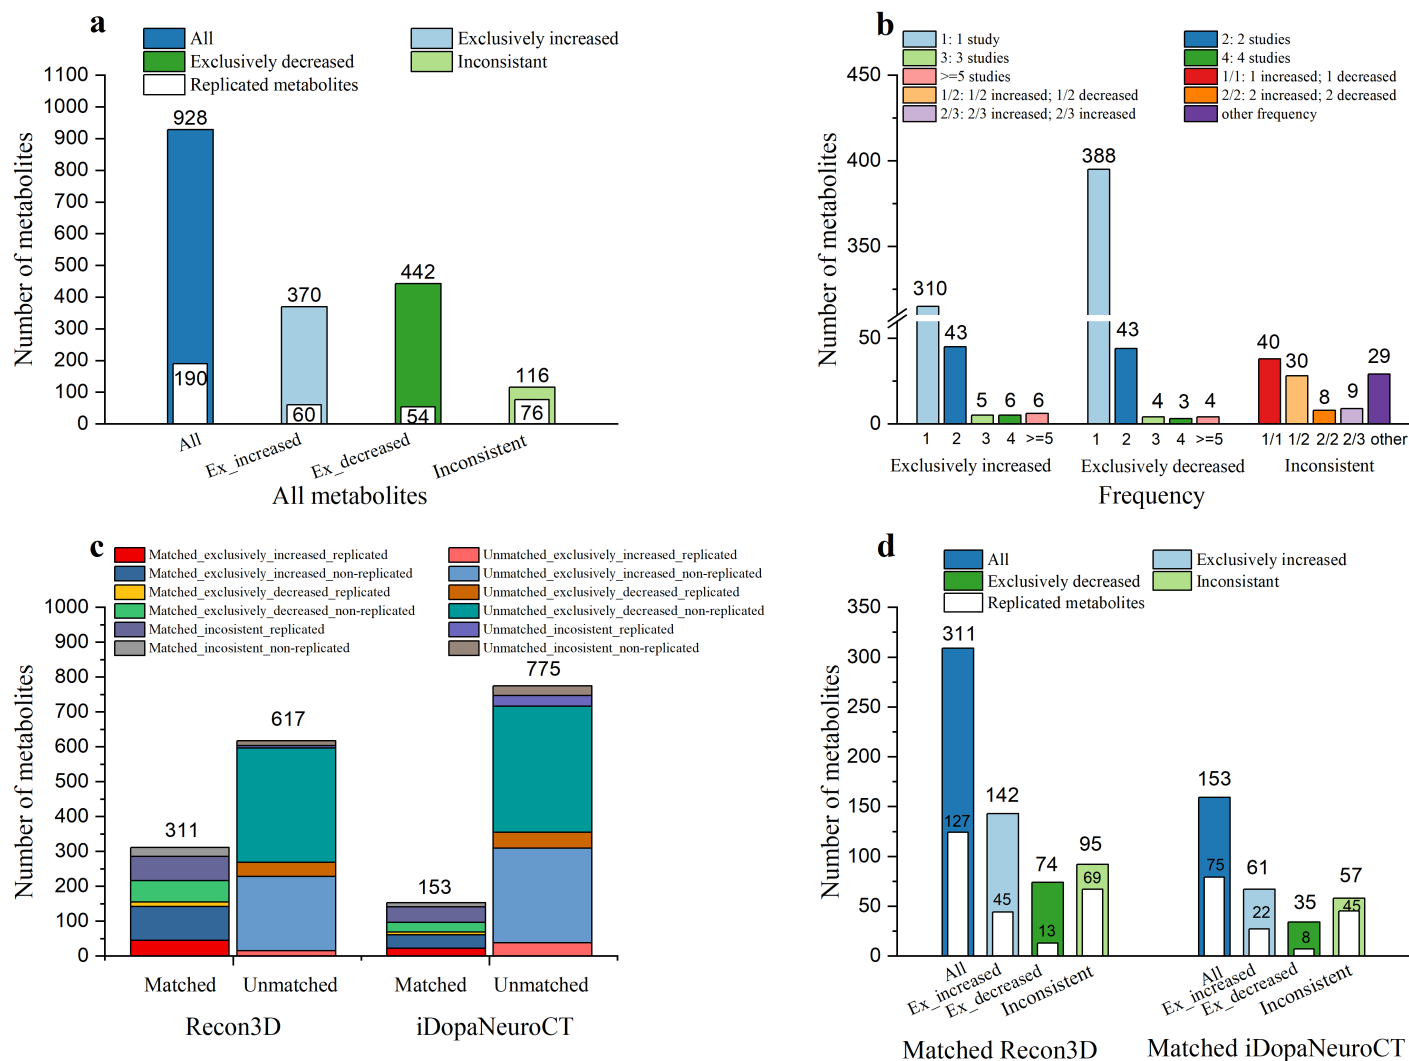 a
All
Exclusively increased
Exclusively decreased
Inconsistant
Replicated metabolites
Number of metabolites
1100
1000
900
800
700
600
500
400
300
200
100
0
928
190
370
60
442
54
116
76
All
Ex_increased
Ex_decreased
Inconsistent
All metabolites
b
1: 1 study
2: 2 studies
3: 3 studies
4: 4 studies
>=5 studies
1/1: 1 increased; 1 decreased
1/2: 1/2 increased; 1/2 decreased
2/2: 2 increased; 2 decreased
2/3: 2/3 increased; 2/3 increased
other frequency
Number of metabolites
450
400
350
50
0
310
43
5
6
6
388
43
4
3
4
40
30
8
9
29
1 2 3 4 >=5
1 2 3 4 >=5
1/1 1/2 2/2 2/3 other
Exclusively increased
Exclusively decreased
Inconsistent
Frequency
c
Matched_exclusively_increased_replicated
Unmatched_exclusively_increased_replicated
Matched_exclusively_increased_non-replicated
Unmatched_exclusively_increased_non-replicated
Matched_exclusively_decreased_replicated
Unmatched_exclusively_decreased_replicated
Matched_exclusively_decreased_non-replicated
Unmatched_exclusively_decreased_non-replicated
Matched_incosistent_replicated
Unmatched_incosistent_replicated
Matched_incosistent_non-replicated
Unmatched_incosistent_non-replicated
Number of metabolites
1000
900
800
700
600
500
400
300
200
100
0
311
617
153
775
Matched
Unmatched
Matched
Unmatched
Recon3D
iDopaNeuroCT
d
All
Exclusively increased
Exclusively decreased
Inconsistant
Replicated metabolites
Number of metabolites
350
300
250
200
150
100
50
0
311
127
142
45
74
13
95
69
153
75
61
22
35
8
57
45
All
Ex_increased
Ex_decreased
Inconsistent
All
Ex_increased
Ex_decreased
Inconsistent
Matched Recon3D
Matched iDopaNeuroCT